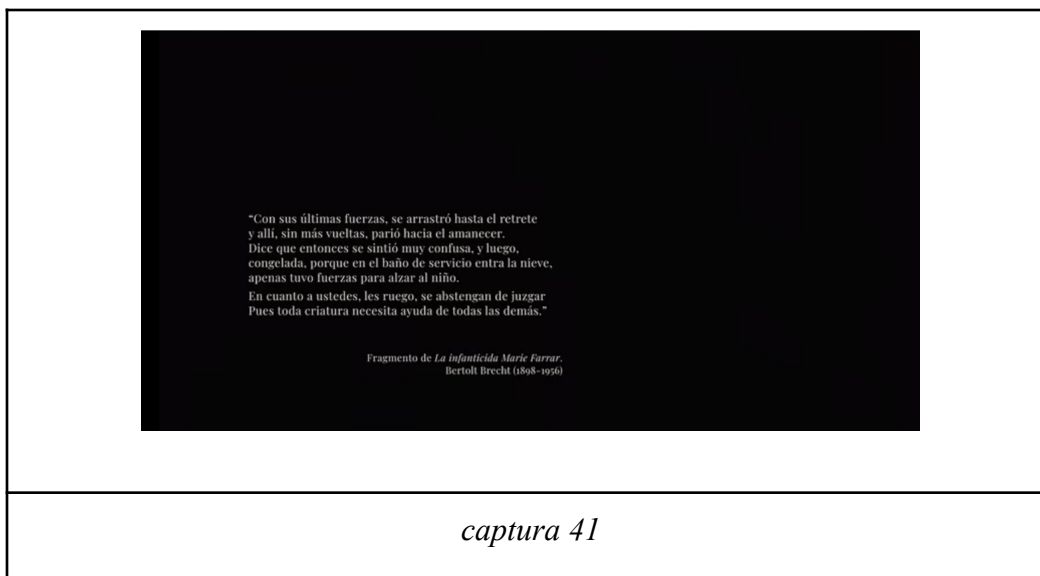 “Con sus últimas fuerzas, se arrastró hasta el retrete
y allí, sin más vueltas, parió hacia el amanecer.
Dice que entonces se sintió muy confusa, y luego,
congelada, porque en el baño de servicio entra la nieve,
apenas tuvo fuerzas para alzar al niño.
En cuanto a ustedes, les ruego, se abstengan de juzgar
Pues toda criatura necesita ayuda de todas las demás.”
Fragmento de La infanticida Marie Farrar.
Bertolt Brecht (1898-1956)
captura 41